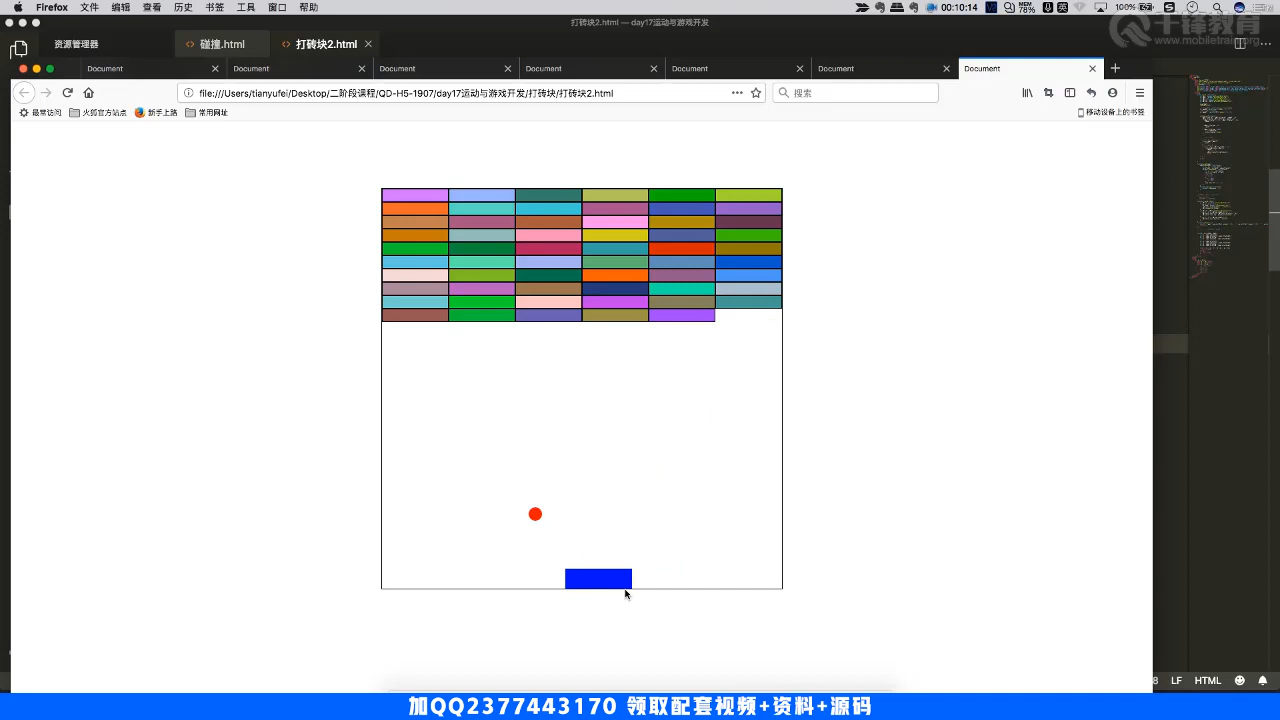 Firefox 文件 编辑 查看 历史 书签 工具 窗口 帮助
00:10:14
MEM 78%
英
100%
打砖块2.html — day17运动与游戏开发
千锋教育
www.mobiletrain.org
资源管理器
碰撞.html
打砖块2.html
Document
Document
Document
Document
Document
Document
Document
file:///Users/tianyufei/Desktop/二阶段课程/QD-H5-1907/day17运动与游戏开发/打砖块/打砖块2.html
搜索
最常访问
火狐官方站点
新手上路
常用网址
移动设备上的书签
8 LF HTML
加QQ2377443170 领取配套视频+资料+源码